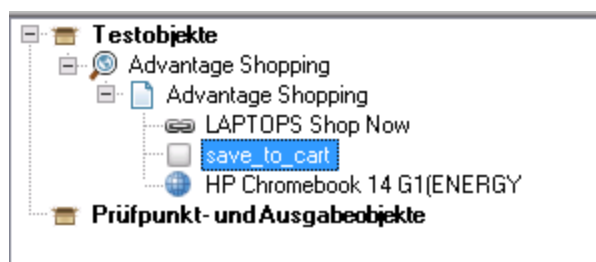 Testobjekte
Advantage Shopping
Advantage Shopping
LAPTOPS Shop Now
save_to_cart
HP Chromebook 14 G1(ENERGY
Prüfpunkt- und Ausgabeobjekte